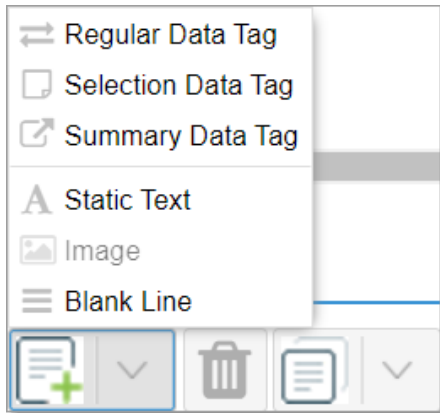 Regular Data Tag
Selection Data Tag
Summary Data Tag
Static Text
Image
Blank Line